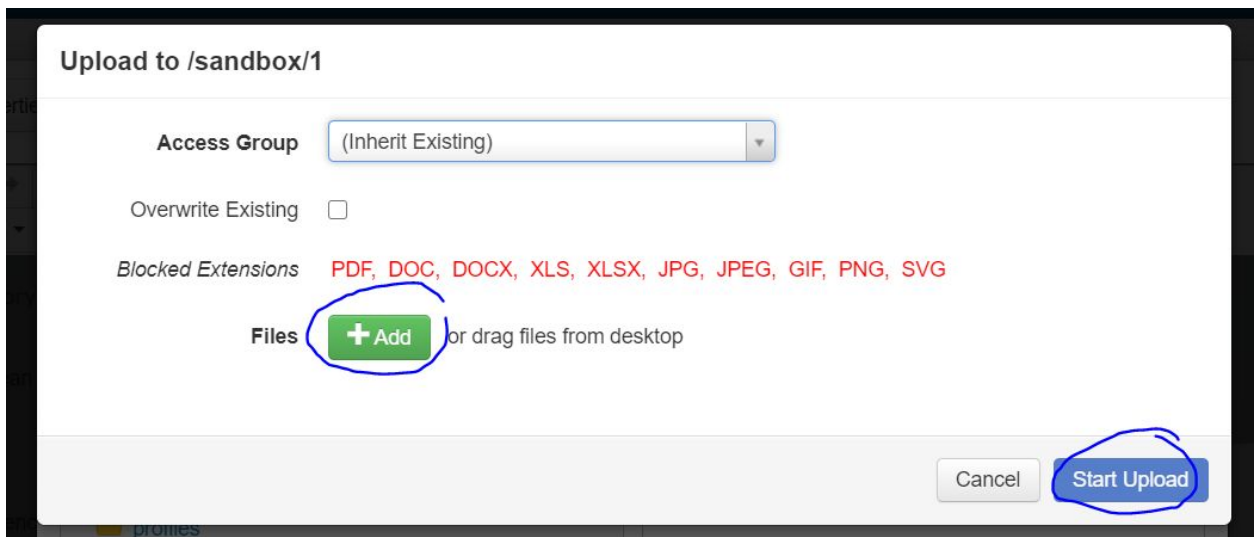 Upload to /sandbox/1
Access Group (Inherit Existing)
Overwrite Existing
Blocked Extensions PDF, DOC, DOCX, XLS, XLSX, JPG, JPEG, GIF, PNG, SVG
Files + Add or drag files from desktop
Cancel Start Upload
profiles